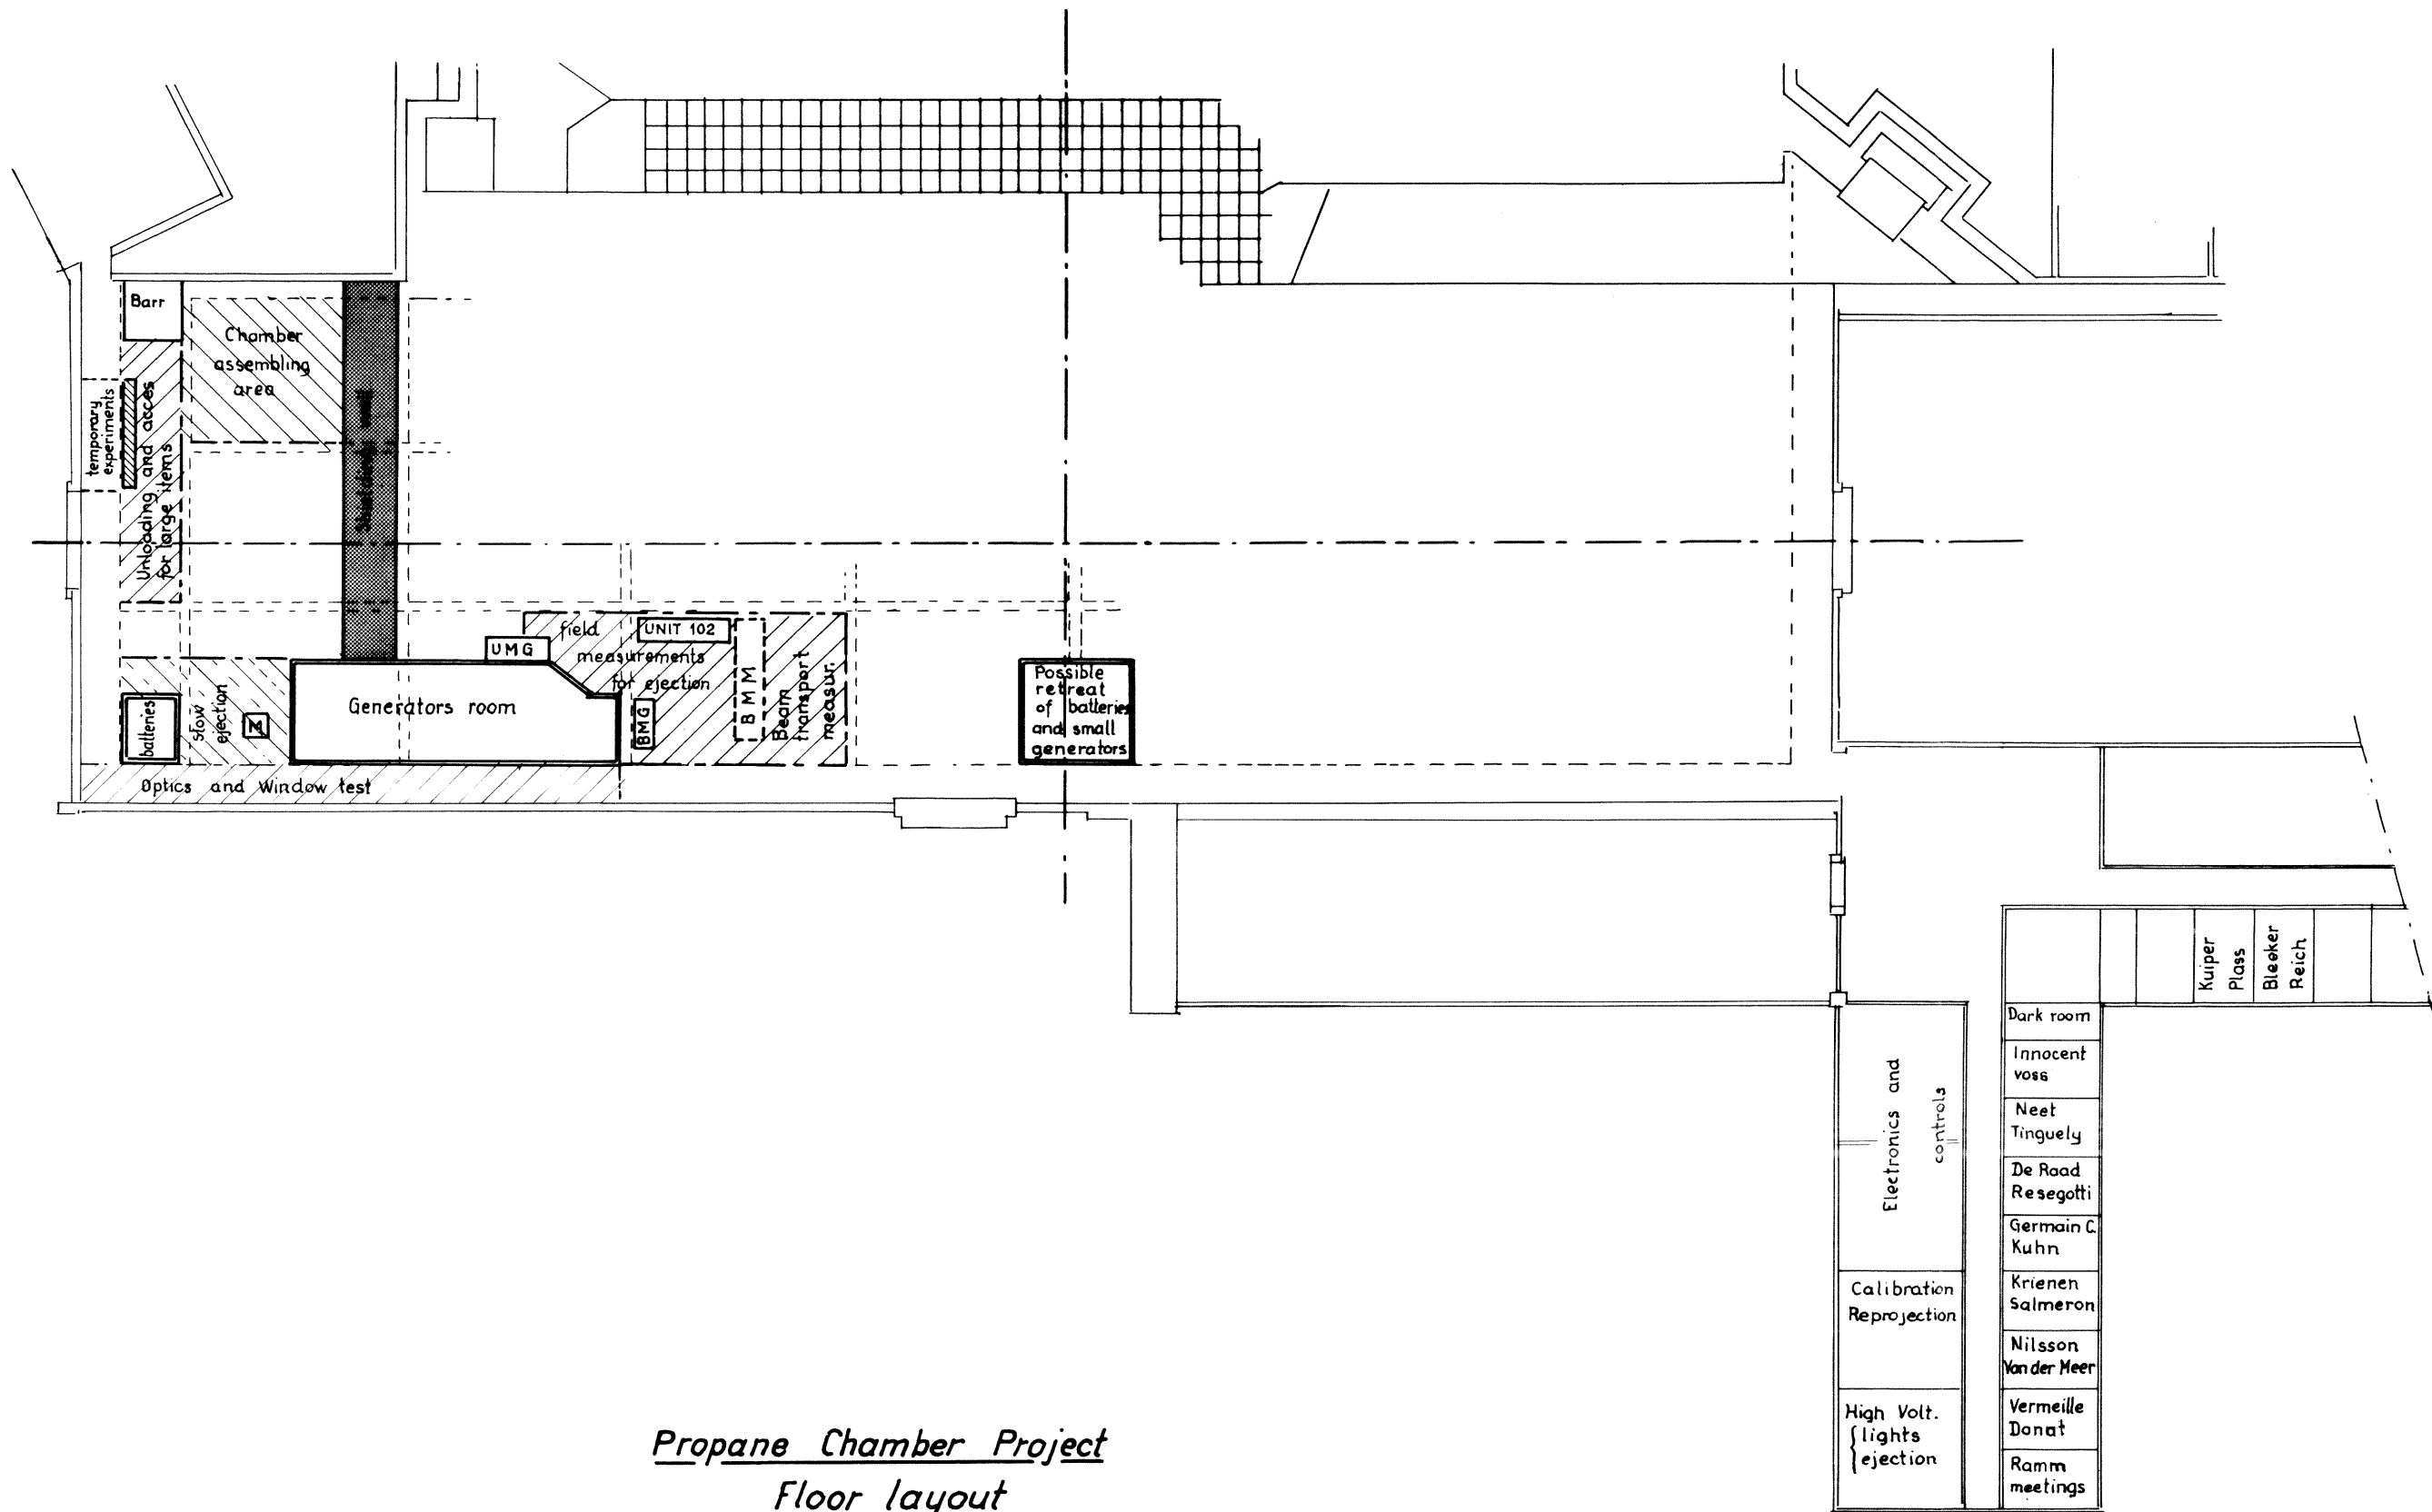 Barr
Chamber
assembling
area
temporary
experiments
Unloading and acces
for large items
Shielding wall
field
UNIT 102
UMG
measurements
for ejection
BMG
BMM
Beam
transport
measur.
Generators room
batteries
Slow
ejection
M
Optics and Window test
Possible
retreat
of batteries
and small
generators
Kuiper
Plass
Bleeker
Reich
Dark room
Innocent
voss
Neet
Tinguely
De Raad
Resegotti
Germain C.
Kuhn
Krienen
Salmeron
Nilsson
Van der Meer
Vermeille
Donat
Ramm
meetings
Electronics and
controls
Calibration
Reprojection
High Volt.
lights
ejection
Propane Chamber Project
Floor layout